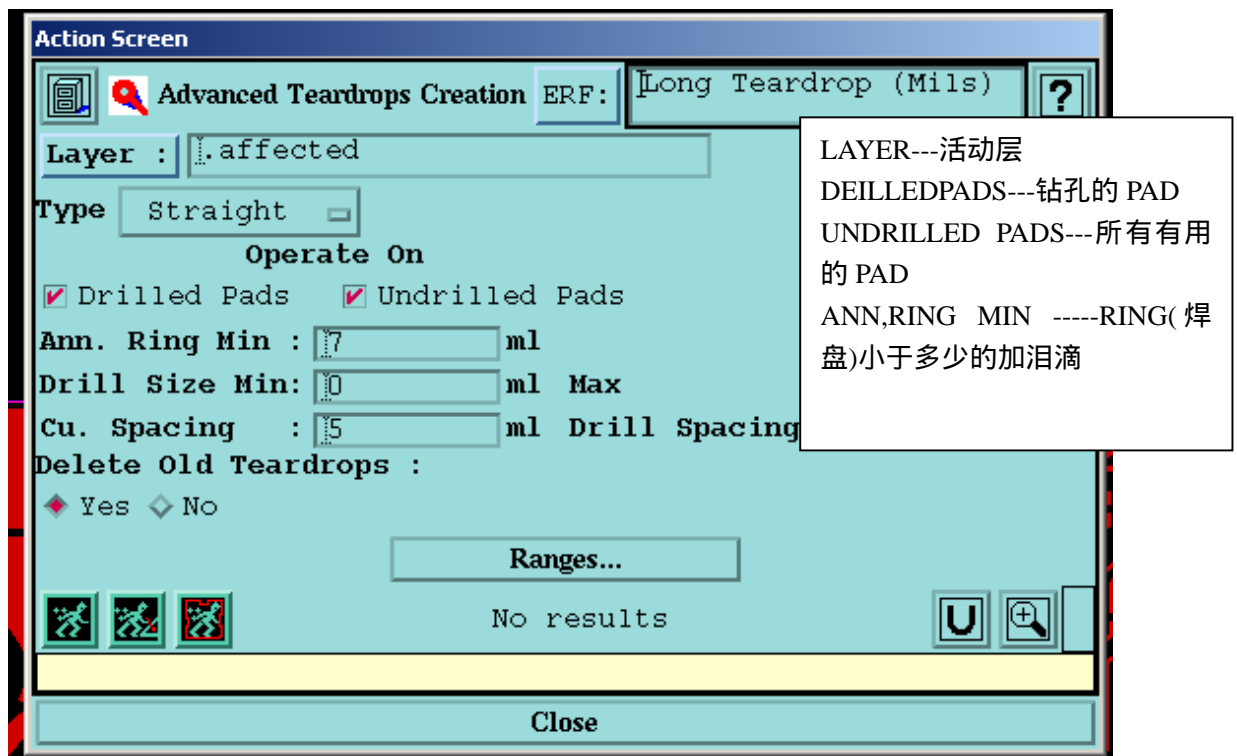 Action Screen
Advanced Teardrops Creation ERF: Long Teardrop (Mils) ?
Layer : .affected
Type Straight
Operate On
Drilled Pads Undrilled Pads
Ann. Ring Min : 7 ml
Drill Size Min: 0 ml Max
Cu. Spacing : 5 ml Drill Spacing
Delete Old Teardrops :
Yes No
Ranges...
No results U
Close
LAYER---活动层
DEILLEDPADS---钻孔的 PAD
UNDRILLED PADS---所有有用
的 PAD
ANN,RING MIN -----RING(焊
盘)小于多少的加泪滴